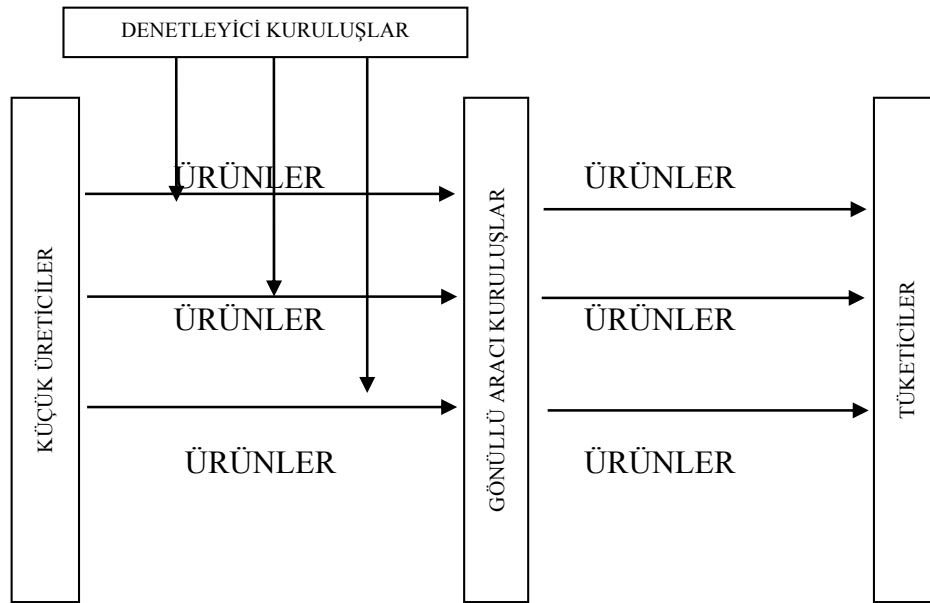 DENETLEYİCİ KURULUŞLAR
KÜÇÜK ÜRETİCİLER
ÜRÜNLER
ÜRÜNLER
ÜRÜNLER
GÖNÜLLÜ ARACI KURULUŞLAR
ÜRÜNLER
ÜRÜNLER
ÜRÜNLER
TÜKETİCİLER